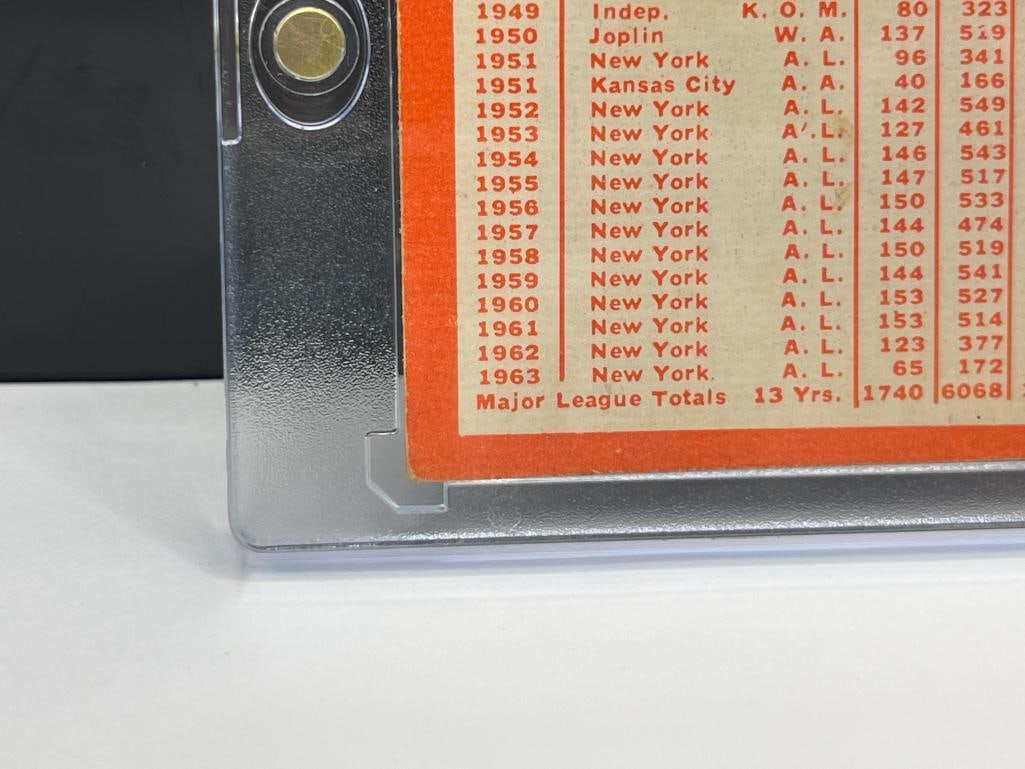 1949 Indep. K. O. M. 80 323
1950 Joplin W. A. 137 519
1951 New York A. L. 96 341
1951 Kansas City A. A. 40 166
1952 New York A. L. 142 549
1953 New York A. L. 127 461
1954 New York A. L. 146 543
1955 New York A. L. 147 517
1956 New York A. L. 150 533
1957 New York A. L. 144 474
1958 New York A. L. 150 519
1959 New York A. L. 144 541
1960 New York A. L. 153 527
1961 New York A. L. 153 514
1962 New York A. L. 123 377
1963 New York A. L. 65 172
Major League Totals 13 Yrs. 1740 6068